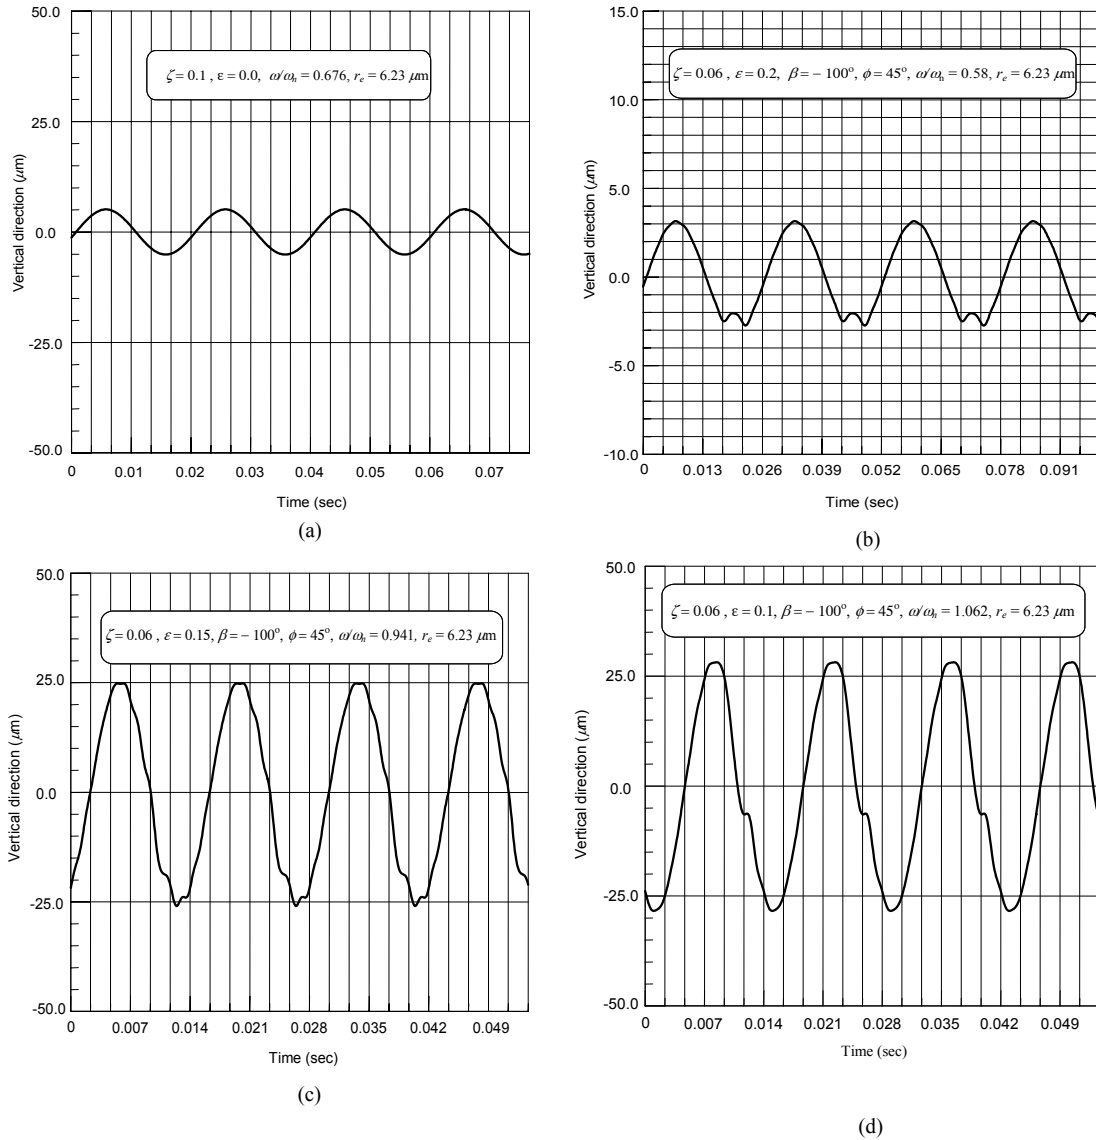 50.0
25.0
0.0
-25.0
-50.0
Vertical direction (μm)
ζ = 0.1 , ε = 0.0, ω/ωn = 0.676, re = 6.23 μm
0 0.01 0.02 0.03 0.04 0.05 0.06 0.07
Time (sec)
(a)
15.0
10.0
5.0
0.0
-5.0
-10.0
Vertical direction (μm)
ζ = 0.06 , ε = 0.2, β = − 100°, ϕ = 45°, ω/ωn = 0.58, re = 6.23 μm
0 0.013 0.026 0.039 0.052 0.065 0.078 0.091
Time (sec)
(b)
50.0
25.0
0.0
-25.0
-50.0
Vertical direction (μm)
ζ = 0.06 , ε = 0.15, β = − 100°, ϕ = 45°, ω/ωn = 0.941, re = 6.23 μm
0 0.007 0.014 0.021 0.028 0.035 0.042 0.049
Time (sec)
(c)
50.0
25.0
0.0
-25.0
-50.0
Vertical direction (μm)
ζ = 0.06 , ε = 0.1, β = − 100°, ϕ = 45°, ω/ωn = 1.062, re = 6.23 μm
0 0.007 0.014 0.021 0.028 0.035 0.042 0.049
Time (sec)
(d)